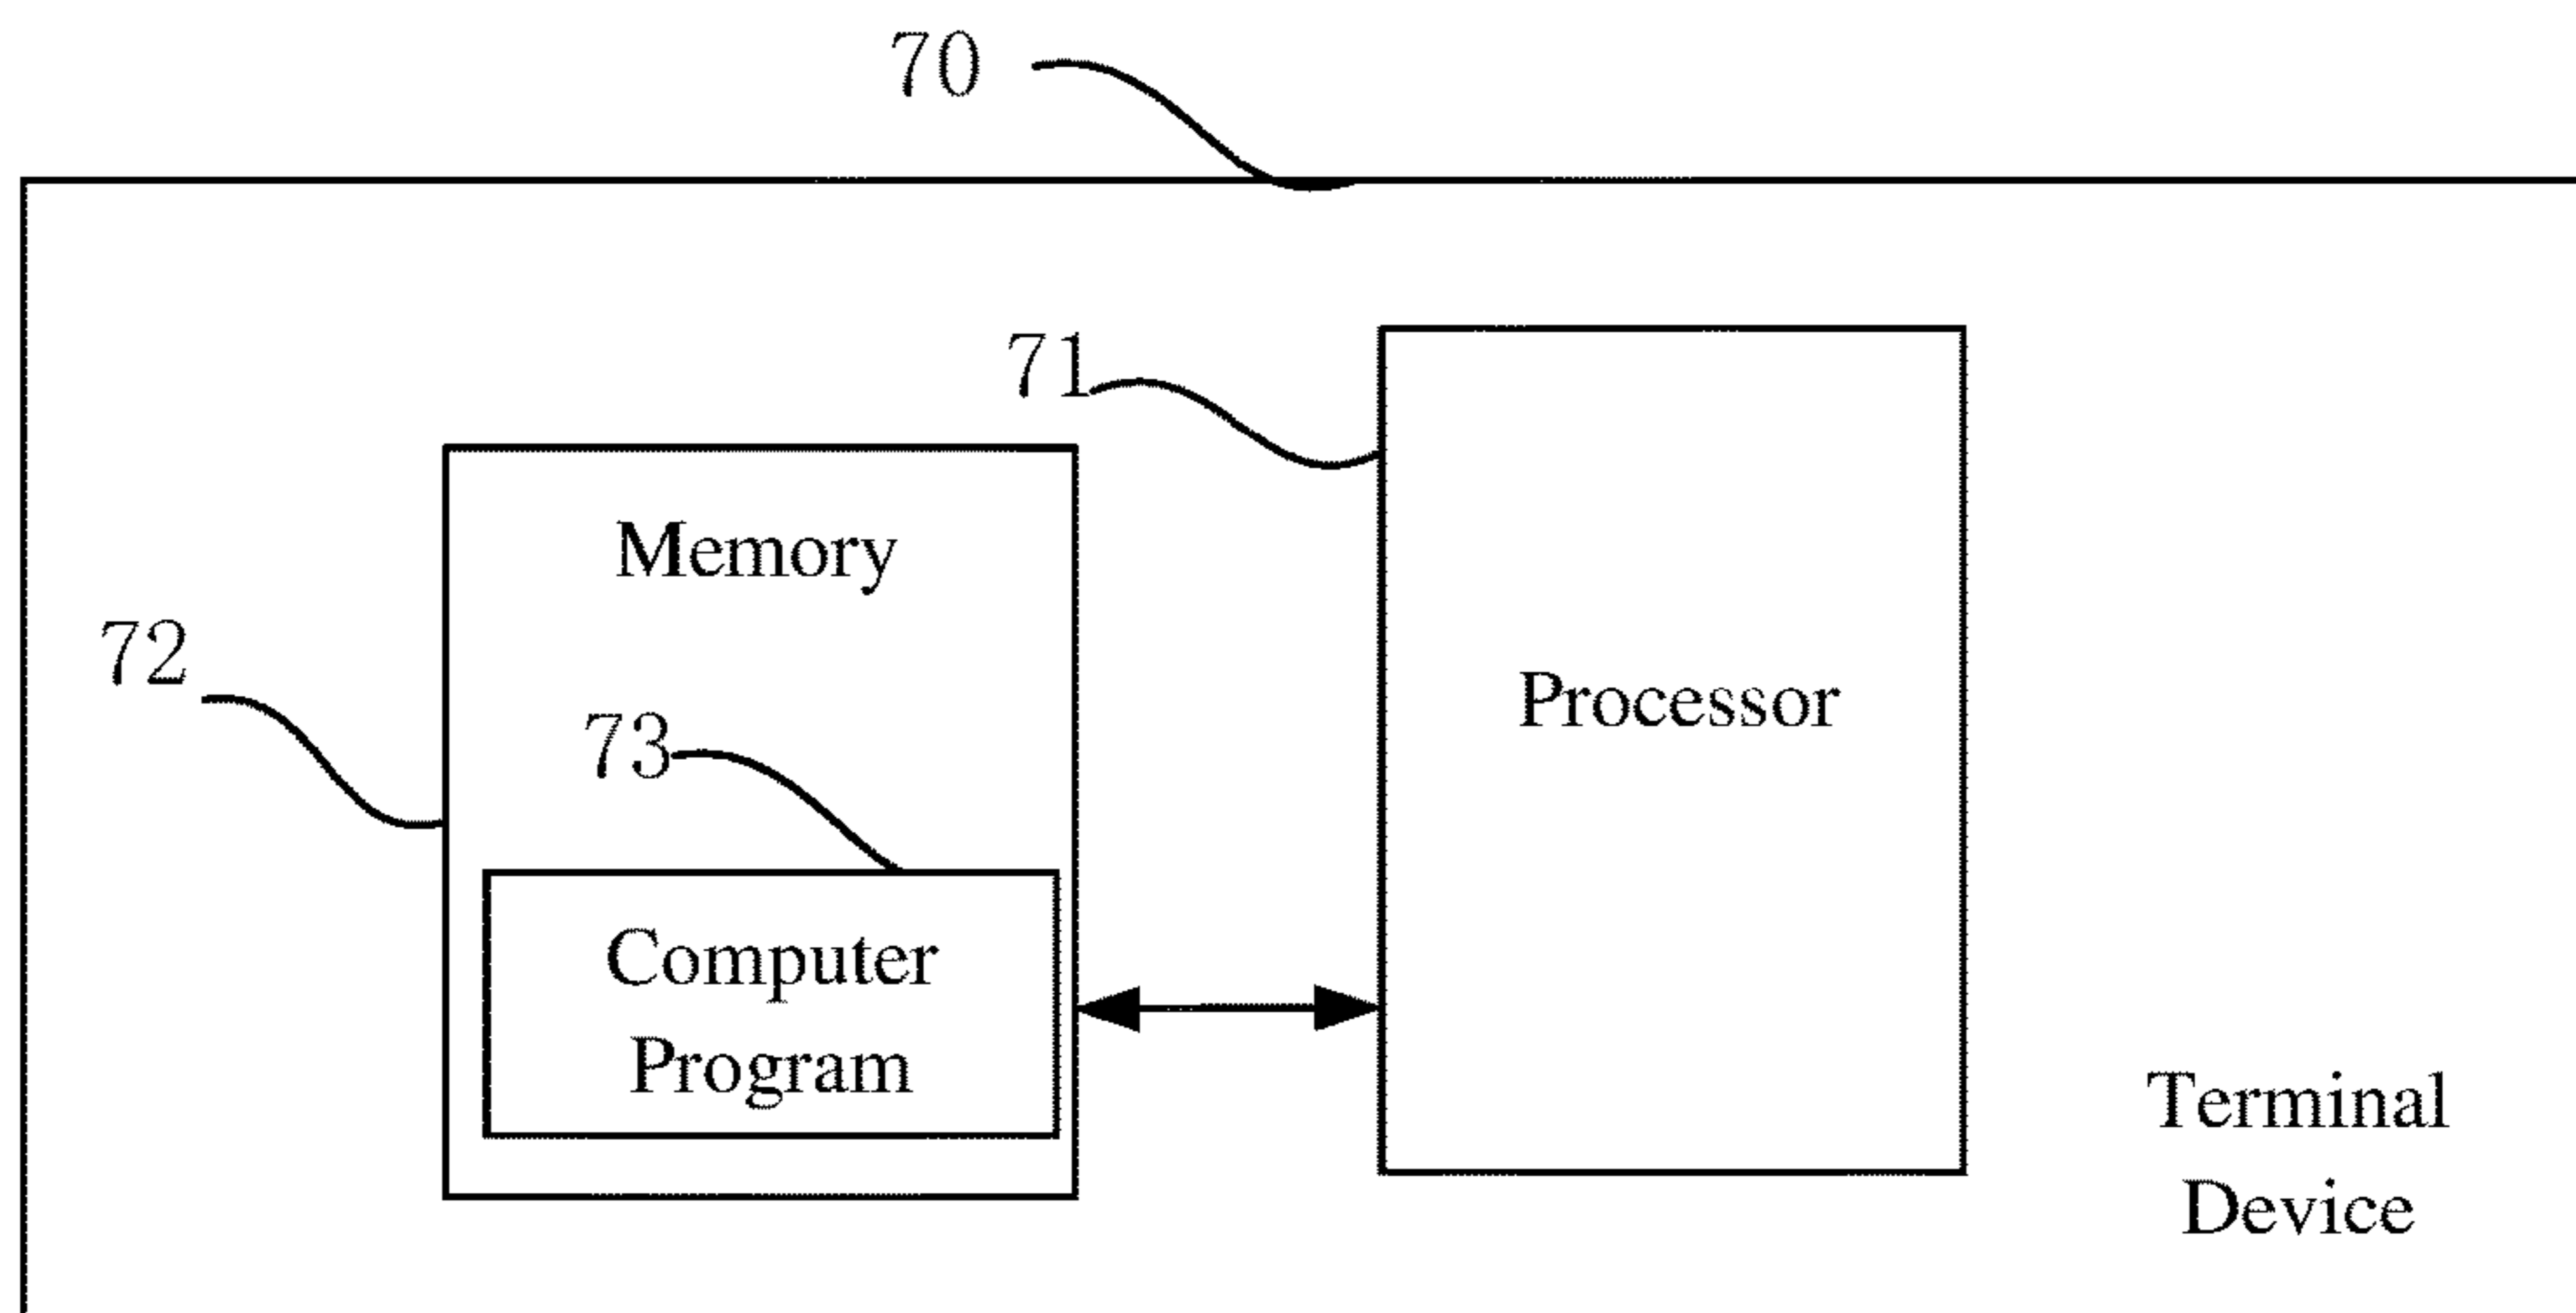 70
71
Memory
72
Processor
73
Computer
Program
Terminal
Device